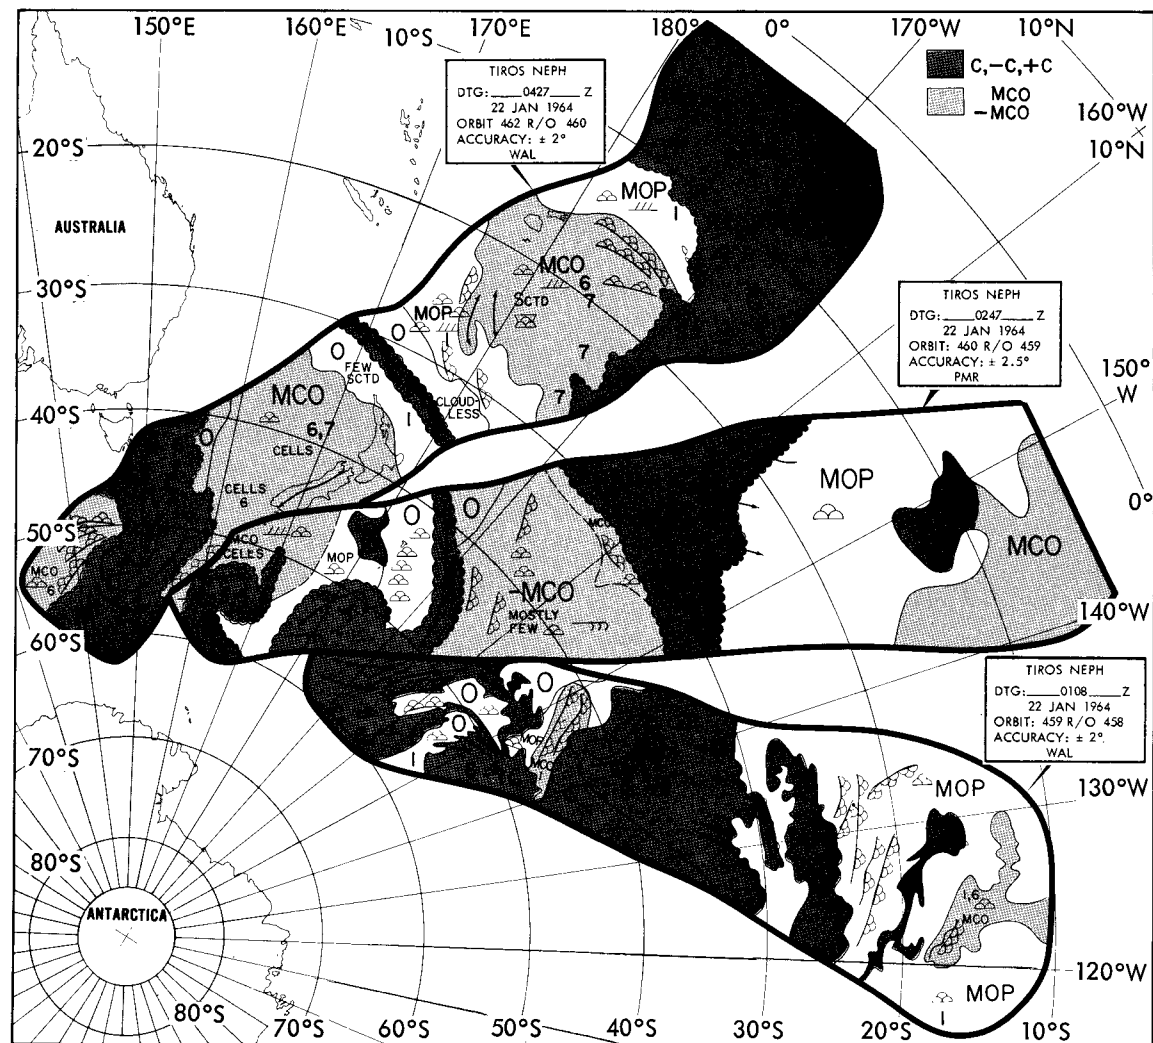 150°E 160°E 10°S 170°E 180° 0° 170°W 10°N
C,-C,+C
MCO
-MCO
160°W
10°N
TIROS NEPH
DTG: 0427 Z
22 JAN 1964
ORBIT 462 R/O 460
ACCURACY: ± 2°
WAL
20°S
AUSTRALIA
30°S
40°S
50°S
60°S
70°S
80°S
ANTARCTICA
MOP
I
MCO
6
7
SCTD
7
7
MOP
O
O
FEW
SCTD
CLOUD-
LESS
I
MCO
6,7
CELLS
O
CELLS
6
MCO
CELLS
MCO
6
TIROS NEPH
DTG: 0247 Z
22 JAN 1964
ORBIT: 460 R/O 459
ACCURACY: ± 2.5°
PMR
150°
W
0°
140°W
O
O
MOP
MCO
-MCO
MOSTLY
FEW
MOP
MCO
TIROS NEPH
DTG: 0108 Z
22 JAN 1964
ORBIT: 459 R/O 458
ACCURACY: ± 2°.
WAL
130°W
120°W
O
O
O
I
MOP
MCO
MOP
1,6
MCO
MOP
I
80°S 70°S 60°S 50°S 40°S 30°S 20°S 10°S